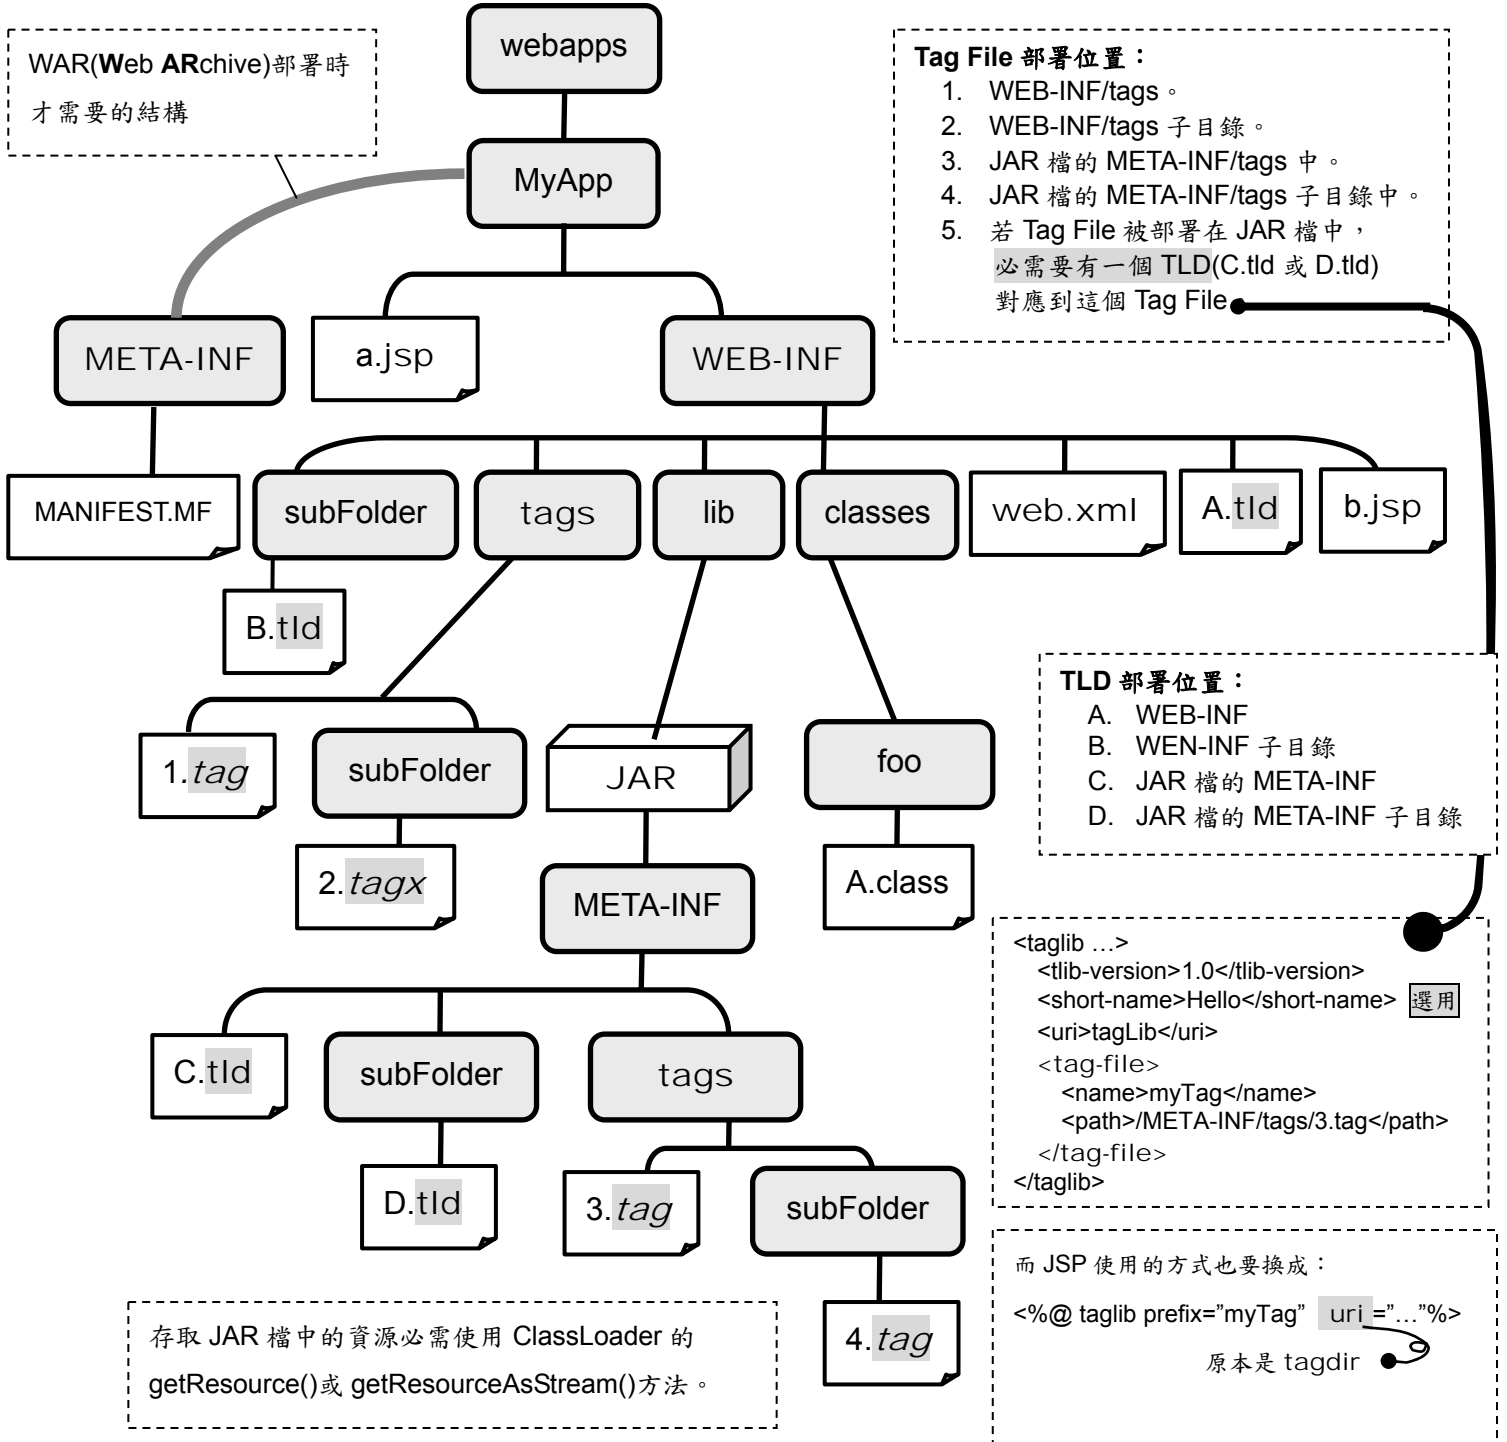 webapps
WAR(Web ARchive)部署時
才需要的結構
MyApp
Tag File 部署位置：
1. WEB-INF/tags。
2. WEB-INF/tags 子目錄。
3. JAR 檔的 META-INF/tags 中。
4. JAR 檔的 META-INF/tags 子目錄中。
5. 若 Tag File 被部署在 JAR 檔中，
必需要有一個 TLD(C.tld 或 D.tld)
對應到這個 Tag File
META-INF
a.jsp
WEB-INF
MANIFEST.MF
subFolder
tags
lib
classes
web.xml
A.tld
b.jsp
B.tld
TLD 部署位置：
A. WEB-INF
B. WEN-INF 子目錄
C. JAR 檔的 META-INF
D. JAR 檔的 META-INF 子目錄
1.tag
subFolder
JAR
foo
2.tagx
META-INF
A.class
<taglib …>
<tlib-version>1.0</tlib-version>
<short-name>Hello</short-name> 選用
<uri>tagLib</uri>
<tag-file>
<name>myTag</name>
<path>/META-INF/tags/3.tag</path>
</tag-file>
</taglib>
C.tld
subFolder
tags
D.tld
3.tag
subFolder
4.tag
而 JSP 使用的方式也要換成：
<%@ taglib prefix=”myTag” uri =”…”%>
原本是 tagdir
存取 JAR 檔中的資源必需使用 ClassLoader 的
getResource()或 getResourceAsStream()方法。